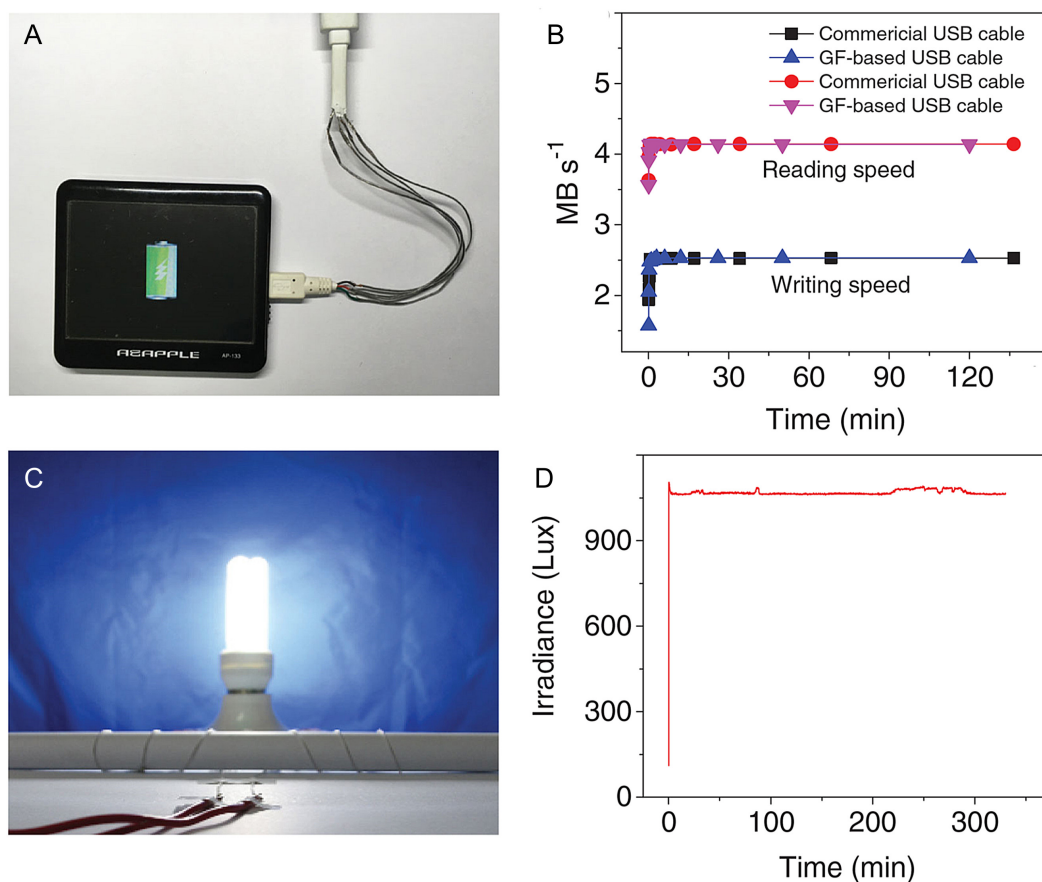 A
AZAPPLE
AP-133
B
Commericial USB cable
GF-based USB cable
Commericial USB cable
GF-based USB cable
5
4
3
2
MB s⁻¹
Reading speed
Writing speed
0 30 60 90 120
Time (min)
C
D
900
600
300
0
Irradiance (Lux)
0 100 200 300
Time (min)